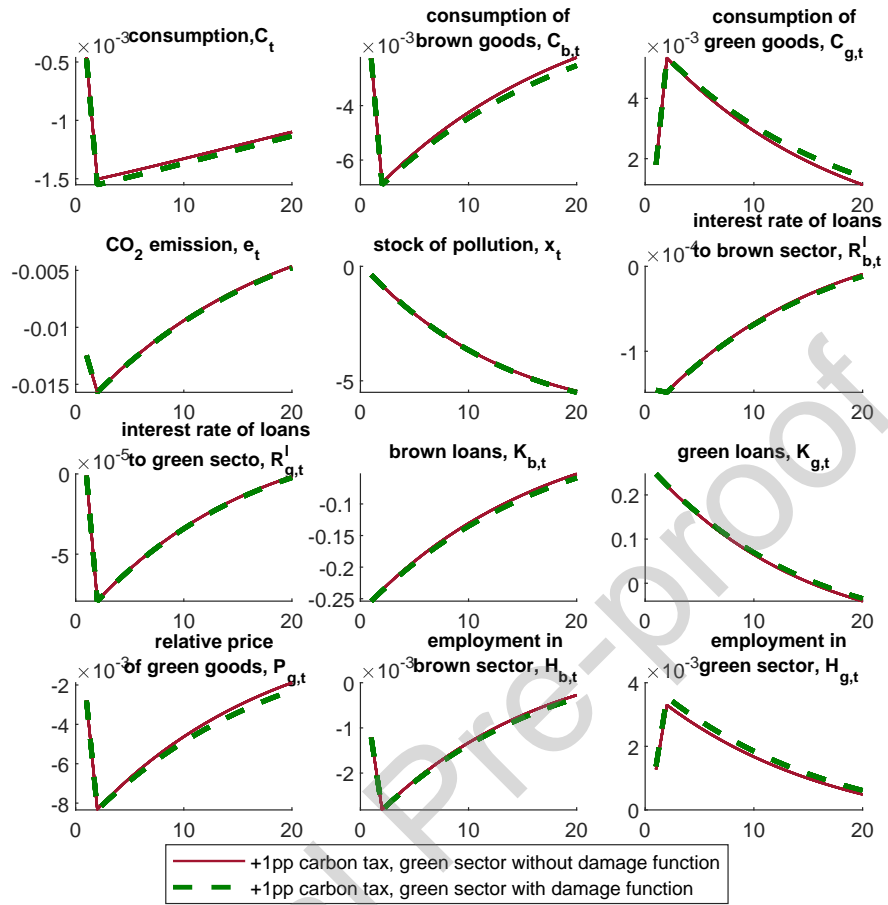 consumption of
consumption of
×10⁻³ consumption,C_t
×10⁻³ brown goods, C_b,t
×10⁻³ green goods, C_g,t
-0.5
-1
-1.5
0 10 20
-4
-6
0 10 20
4
2
0 10 20
CO₂ emission, e_t
stock of pollution, x_t
interest rate of loans
×10⁻⁴ to brown sector, R^l_b,t
-0.005
-0.01
-0.015
0 10 20
0
-5
0 10 20
0
-1
0 10 20
interest rate of loans
×10⁻⁵ to green secto, R^l_g,t
brown loans, K_b,t
green loans, K_g,t
0
-5
0 10 20
-0.1
-0.15
-0.2
-0.25
0 10 20
0.2
0.1
0
0 10 20
relative price
×10⁻³ of green goods, P_g,t
employment in
×10⁻³ brown sector, H_b,t
employment in
×10⁻³ green sector, H_g,t
-2
-4
-6
-8
0 10 20
0
-1
-2
0 10 20
4
2
0
0 10 20
+1pp carbon tax, green sector without damage function
+1pp carbon tax, green sector with damage function
Pre-proof